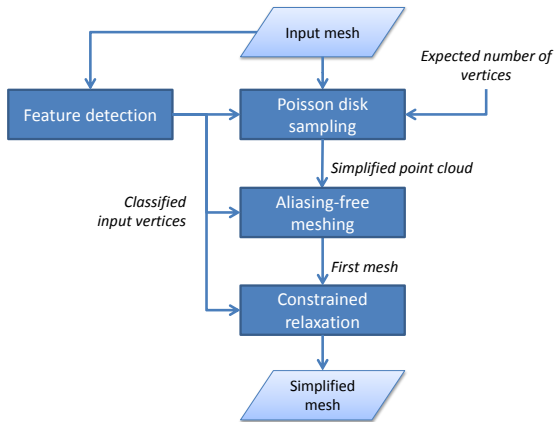 Input mesh
Expected number of
vertices
Feature detection
Poisson disk
sampling
Simplified point cloud
Classified
input vertices
Aliasing-free
meshing
First mesh
Constrained
relaxation
Simplified
mesh